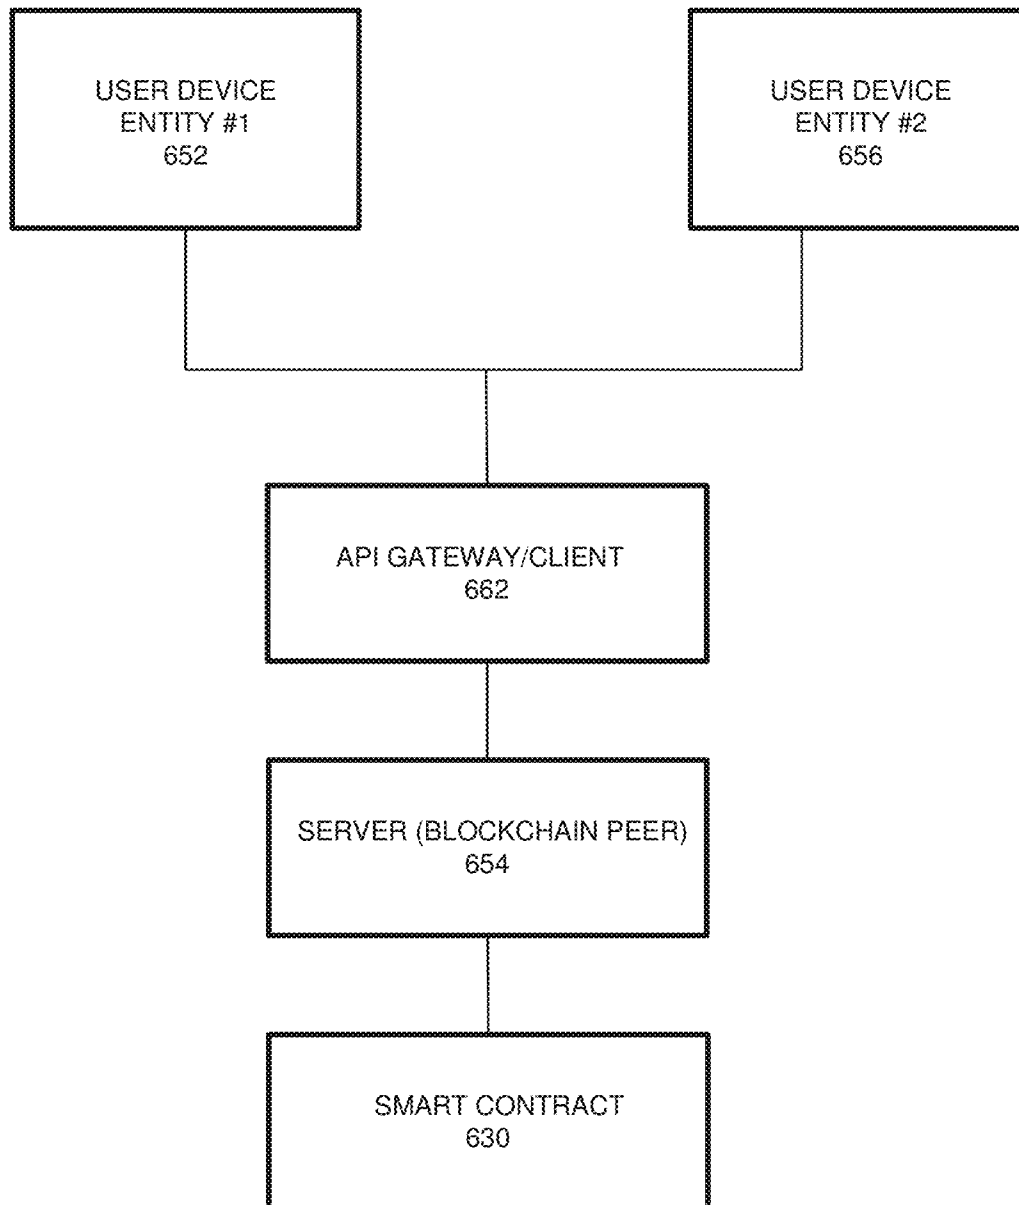 USER DEVICE
ENTITY #1
652
USER DEVICE
ENTITY #2
656
API GATEWAY/CLIENT
662
SERVER (BLOCKCHAIN PEER)
654
SMART CONTRACT
630